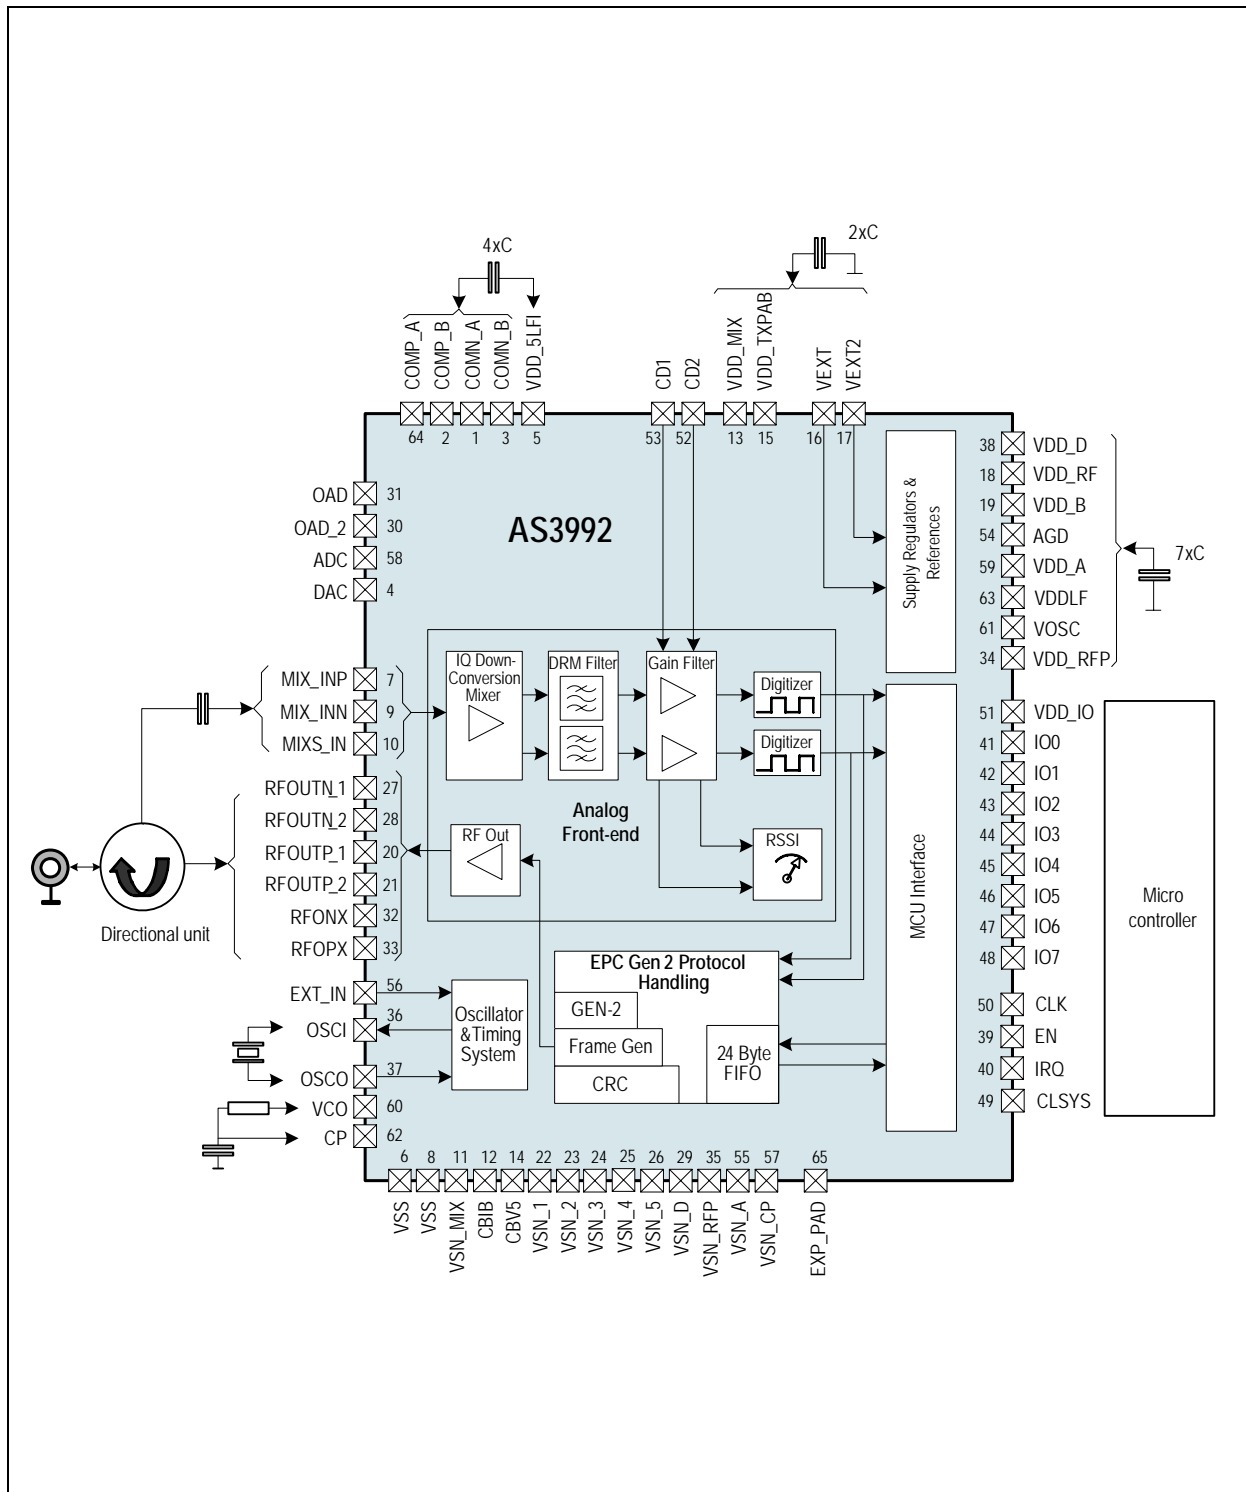 4xC
2xC
COMP_A
COMP_B
COMN_A
COMN_B
VDD_5LFI
CD1
CD2
VDD_MIX
VDD_TXPAB
VEXT
VEXT2
64
2
1
3
5
53
52
13
15
16
17
AS3992
OAD 31
OAD_2 30
ADC 58
DAC 4
MIX_INP 7
MIX_INN 9
MIXS_IN 10
RFOUTN_1 27
RFOUTN_2 28
RFOUTP_1 20
RFOUTP_2 21
RFONX 32
RFOPX 33
EXT_IN 56
OSCI 36
OSCO 37
VCO 60
CP 62
Directional unit
IQ Down-
Conversion
Mixer
DRM Filter
Gain Filter
Digitizer
Digitizer
Analog
Front-end
RF Out
RSSI
EPC Gen 2 Protocol
Handling
GEN-2
Frame Gen
CRC
24 Byte
FIFO
Oscillator
&Timing
System
Supply Regulators &
References
MCU Interface
38 VDD_D
18 VDD_RF
19 VDD_B
54 AGD
59 VDD_A
63 VDDLF
61 VOSC
34 VDD_RFP
7xC
51 VDD_IO
41 IO0
42 IO1
43 IO2
44 IO3
45 IO4
46 IO5
47 IO6
48 IO7
50 CLK
39 EN
40 IRQ
49 CLSYS
Micro
controller
6
8
11
12
14
22
23
24
25
26
29
35
55
57
65
VSS
VSS
VSN_MIX
CBIB
CBV5
VSN_1
VSN_2
VSN_3
VSN_4
VSN_5
VSN_D
VSN_RFP
VSN_A
VSN_CP
EXP_PAD